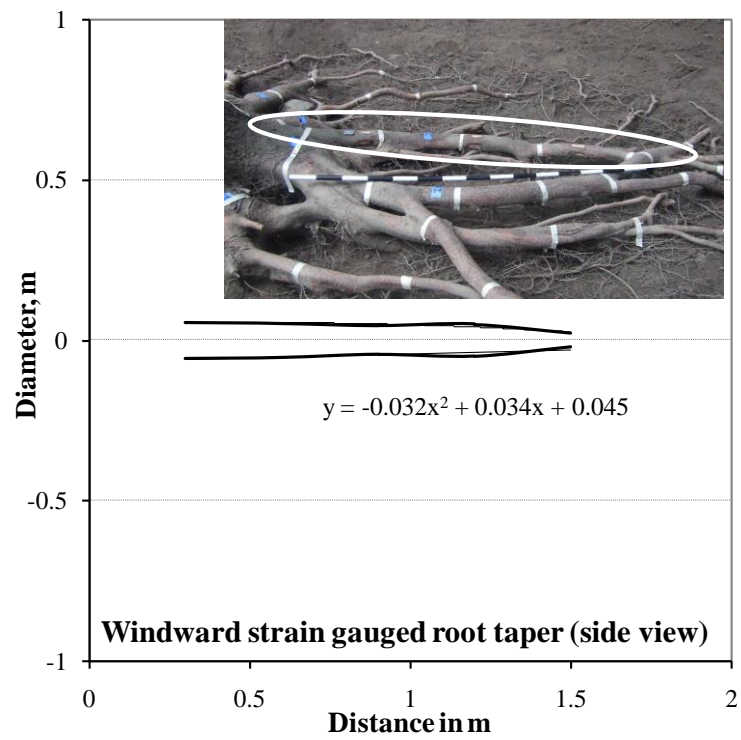 1
0.5
0
-0.5
-1
Diameter, m
y = -0.032x² + 0.034x + 0.045
Windward strain gauged root taper (side view)
0 0.5 1 1.5 2
Distance in m